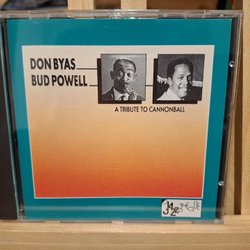 DON BYAS
BUD POWELL
A TRIBUTE TO CANNONBALL